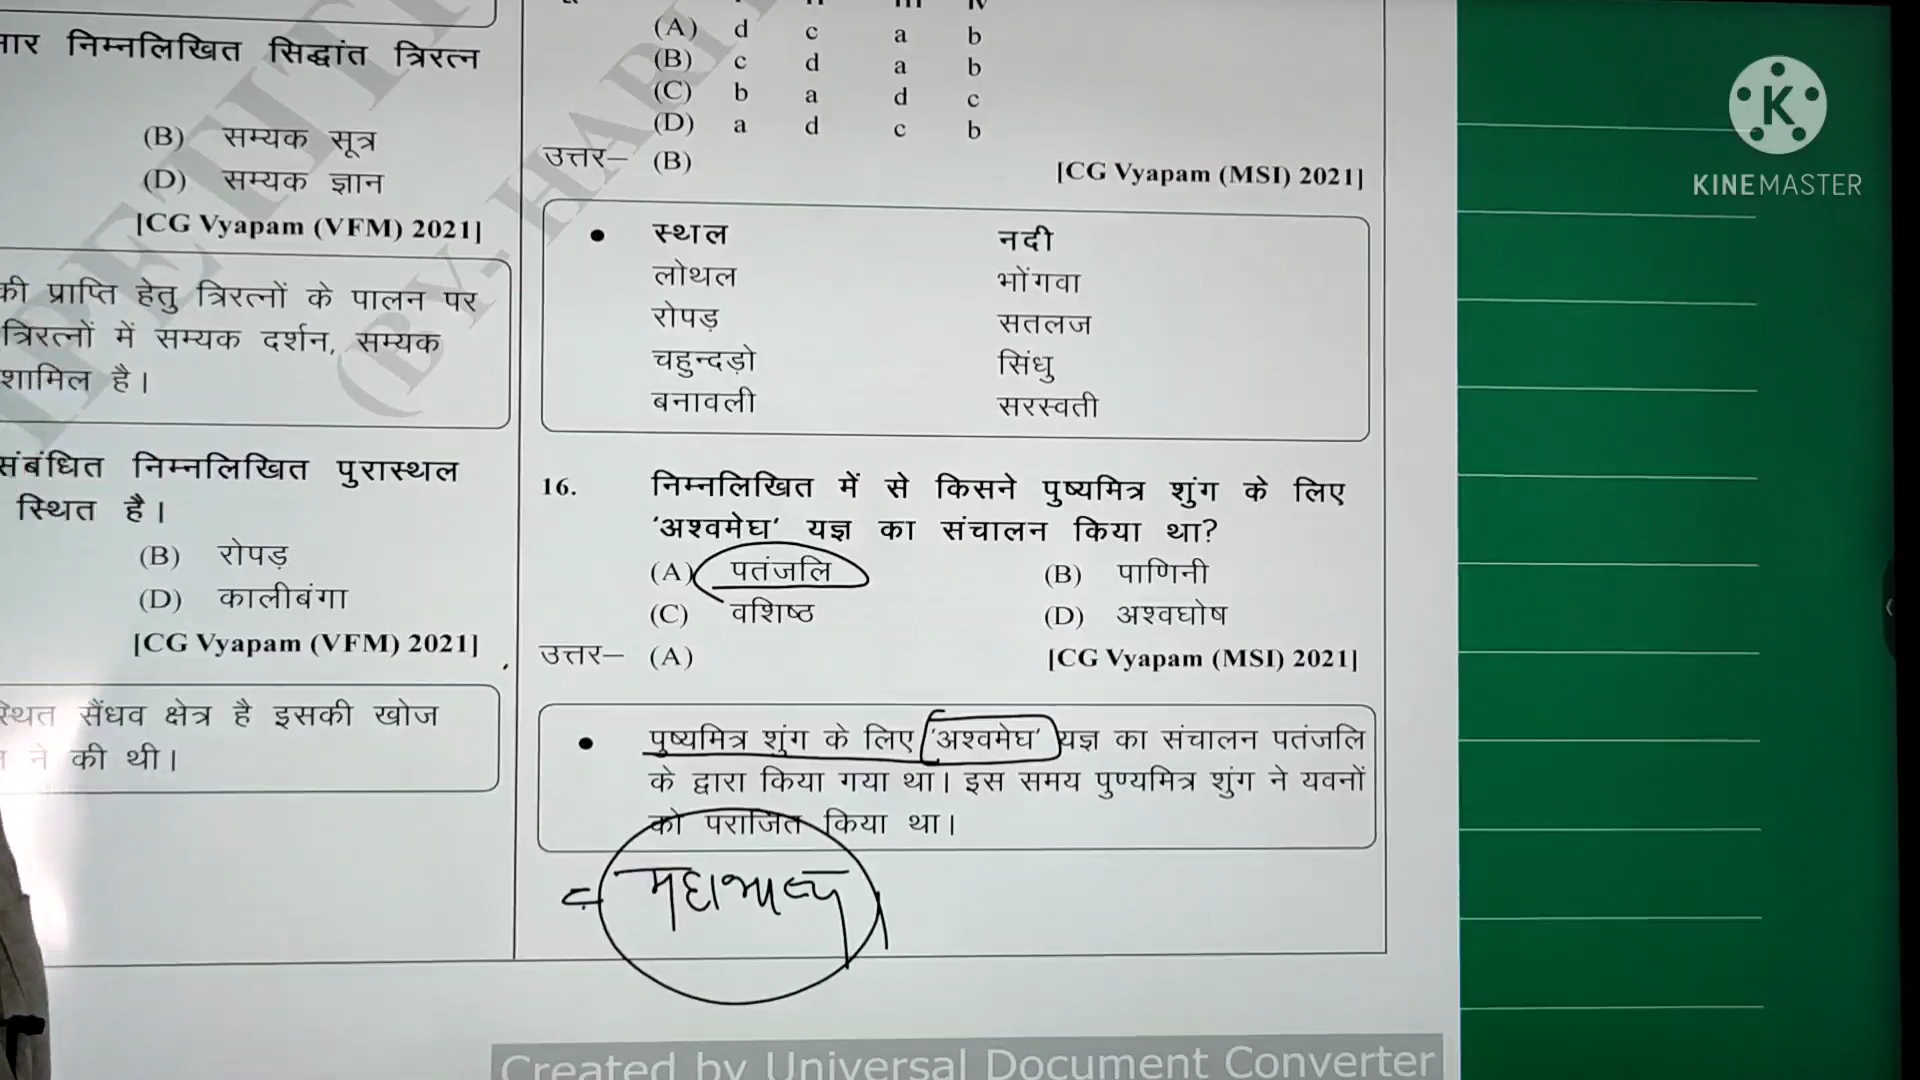 नार निम्नलिखित सिद्धांत त्रिरत्न
(B) सम्यक सूत्र
(D) सम्यक ज्ञान
[CG Vyapam (VFM) 2021]
की प्राप्ति हेतु त्रिरत्नों के पालन पर
त्रिरत्नों में सम्यक दर्शन, सम्यक
शामिल है।
संबंधित निम्नलिखित पुरास्थल
स्थित है।
(B) रोपड़
(D) कालीबंगा
[CG Vyapam (VFM) 2021]
स्थित सैंधव क्षेत्र है इसकी खोज
ने की थी।
(A) d c a b
(B) c d a b
(C) b a d c
(D) a d c b
उत्तर– (B)
[CG Vyapam (MSI) 2021]
• स्थल नदी
लोथल भोंगवा
रोपड़ सतलज
चहुन्दड़ो सिंधु
बनावली सरस्वती
16. निम्नलिखित में से किसने पुष्यमित्र शुंग के लिए
'अश्वमेघ' यज्ञ का संचालन किया था?
(A) पतंजलि (B) पाणिनी
(C) वशिष्ठ (D) अश्वघोष
उत्तर– (A) [CG Vyapam (MSI) 2021]
• पुष्यमित्र शुंग के लिए 'अश्वमेघ' यज्ञ का संचालन पतंजलि
के द्वारा किया गया था। इस समय पुण्यमित्र शुंग ने यवनों
को पराजित किया था।
महाभाष्य
Created by Universal Document Converter
K
KINEMASTER